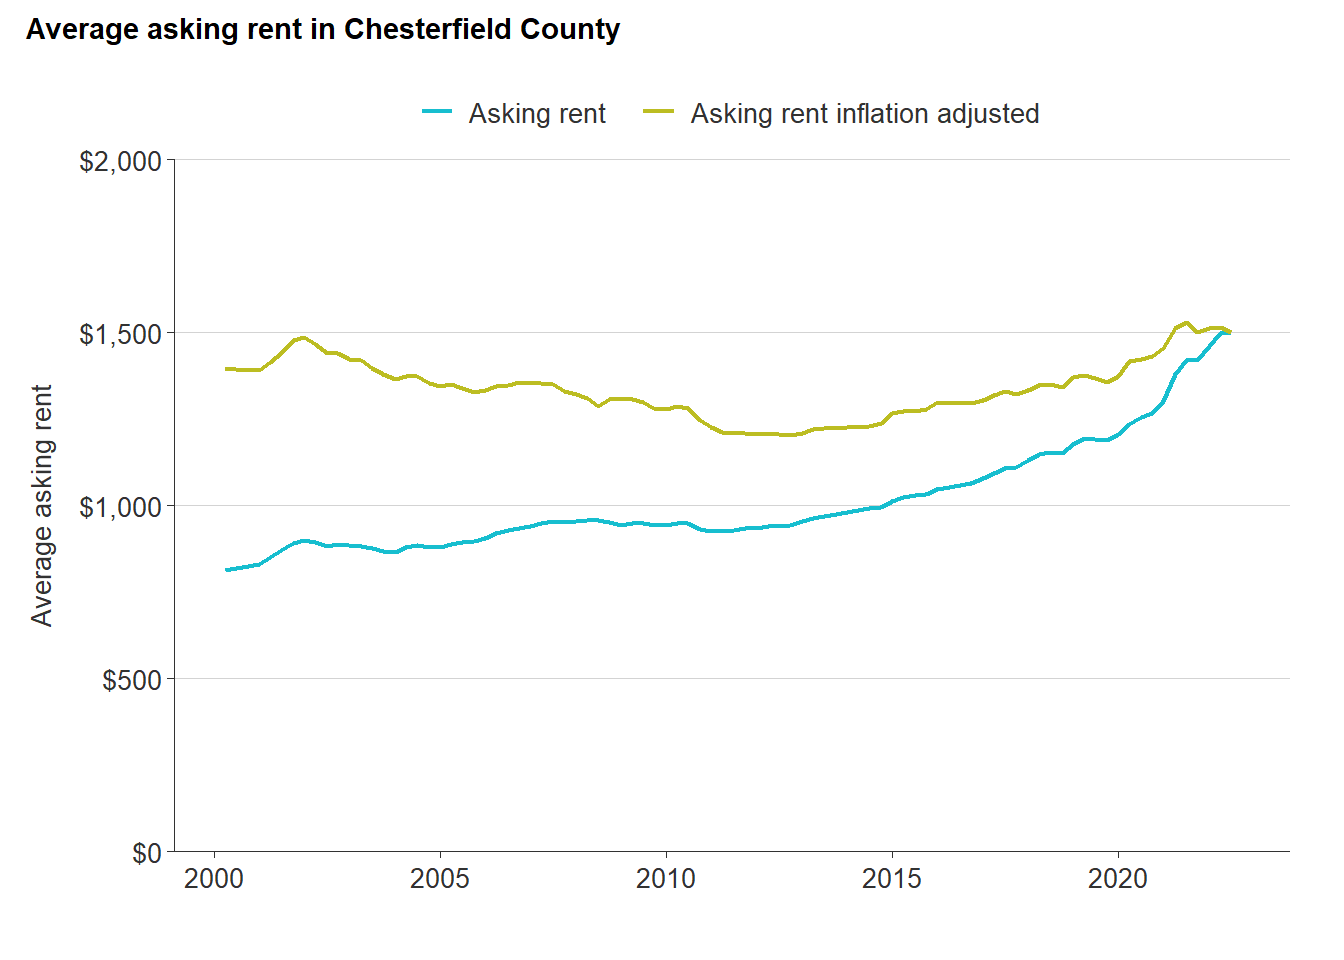 Average asking rent in Chesterfield County
Asking rent
Asking rent inflation adjusted
$2,000
$1,500
$1,000
$500
$0
Average asking rent
2000
2005
2010
2015
2020